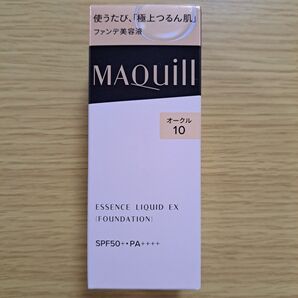 使うたび、「極上つるん肌」
ファンデ美容液
MAQuill
オークル
10
ESSENCE LIQUID EX
(FOUNDATION)
SPF50+・PA++++